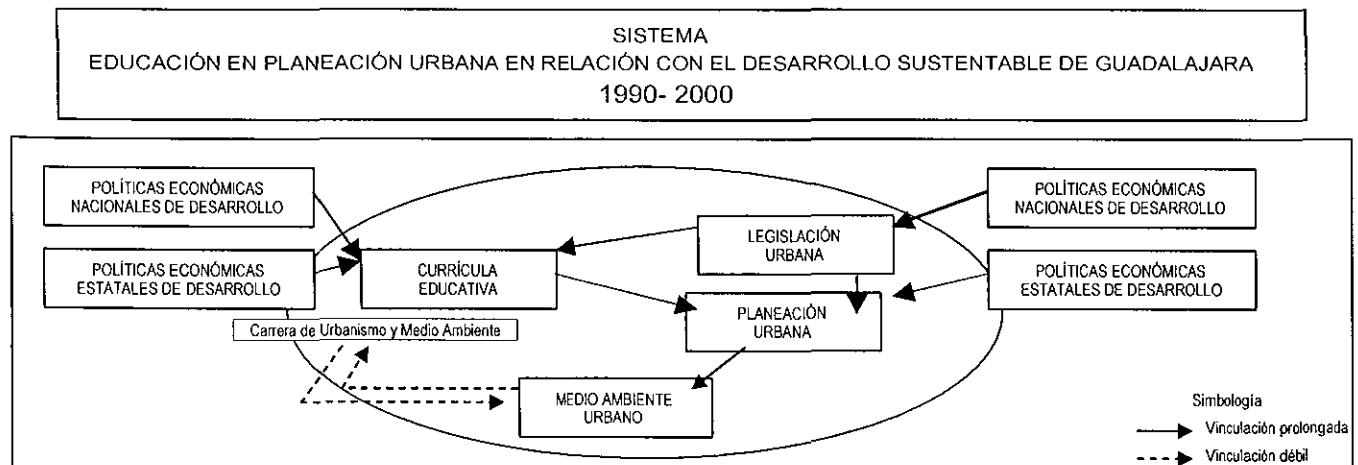 SISTEMA
EDUCACIÓN EN PLANEACIÓN URBANA EN RELACIÓN CON EL DESARROLLO SUSTENTABLE DE GUADALAJARA
1990- 2000
POLÍTICAS ECONÓMICAS
NACIONALES DE DESARROLLO
POLÍTICAS ECONÓMICAS
NACIONALES DE DESARROLLO
LEGISLACIÓN
URBANA
POLÍTICAS ECONÓMICAS
ESTATALES DE DESARROLLO
CURRÍCULA
EDUCATIVA
POLÍTICAS ECONÓMICAS
ESTATALES DE DESARROLLO
PLANEACIÓN
URBANA
Carrera de Urbanismo y Medio Ambiente
MEDIO AMBIENTE
URBANO
Simbología
Vinculación prolongada
Vinculación débil